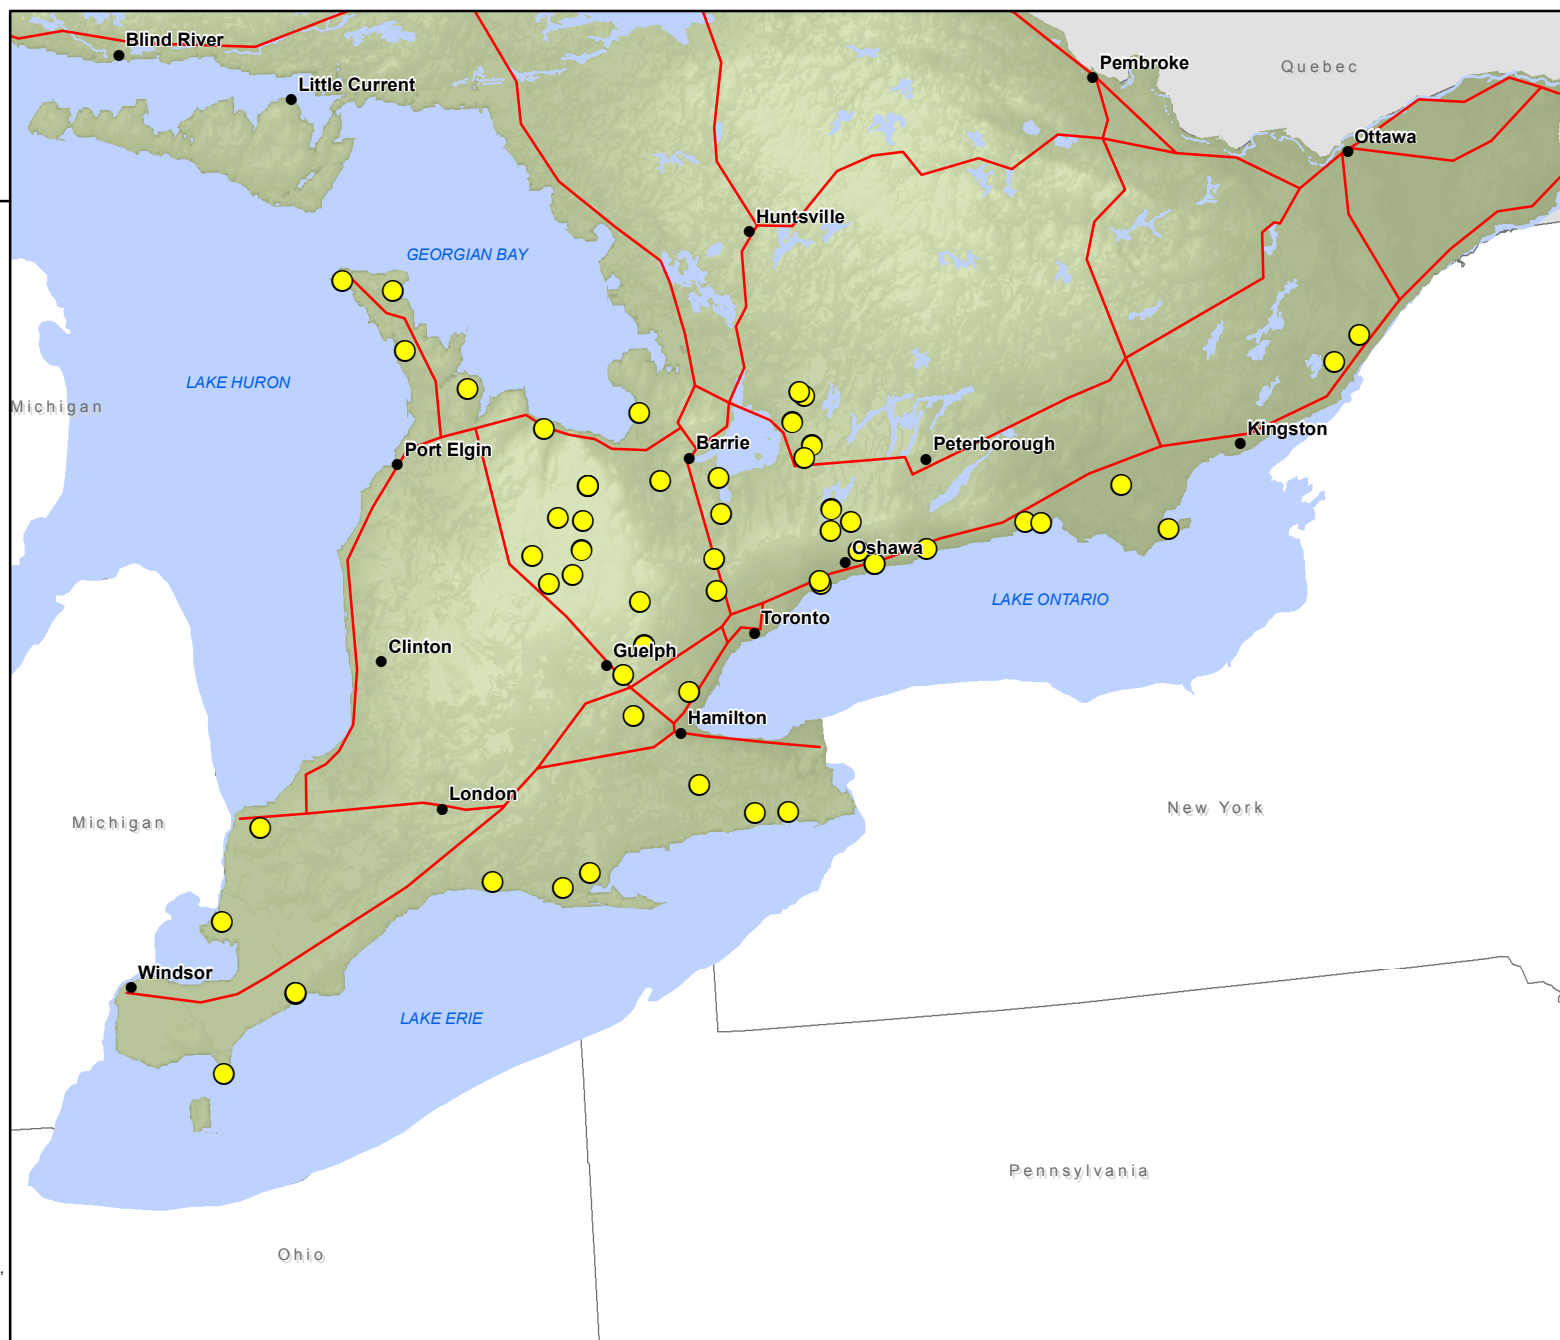 Blind River
Pembroke
Quebec
Little Current
Ottawa
Huntsville
GEORGIAN BAY
LAKE HURON
Michigan
Kingston
Barrie
Peterborough
Port Elgin
Oshawa
LAKE ONTARIO
Toronto
Clinton
Guelph
Hamilton
London
New York
Michigan
Windsor
LAKE ERIE
Pennsylvania
Ohio